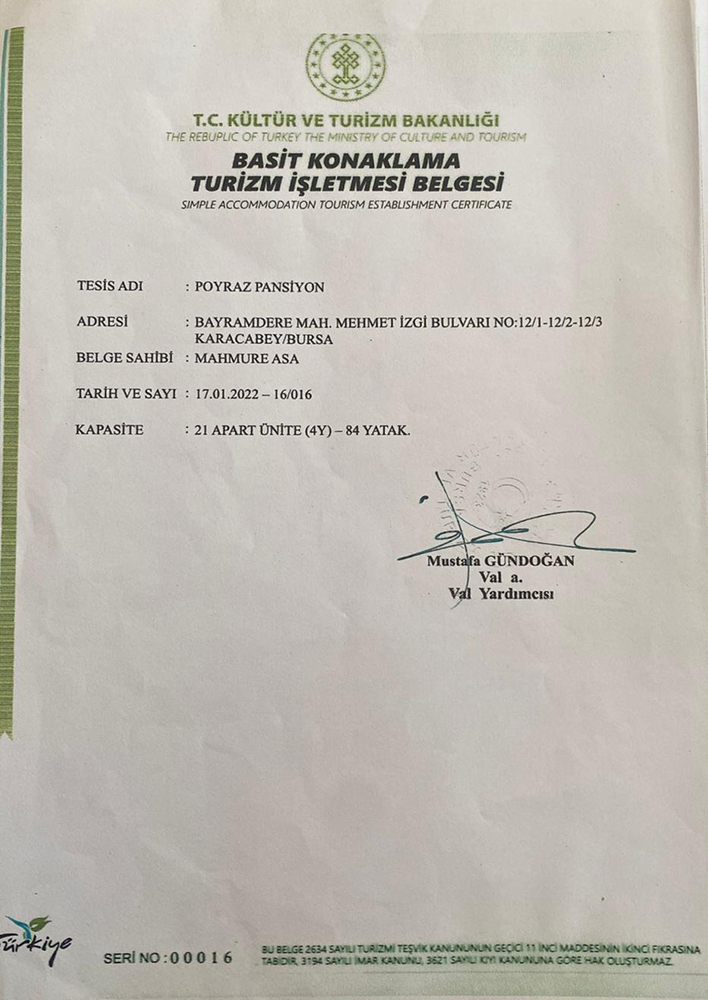 T.C. KÜLTÜR VE TURİZM BAKANLIĞI
THE REBUPLIC OF TURKEY THE MINISTRY OF CULTURE AND TOURISM
BASİT KONAKLAMA
TURİZM İŞLETMESİ BELGESİ
SIMPLE ACCOMMODATION TOURISM ESTABLISHMENT CERTIFICATE
TESİS ADI : POYRAZ PANSİYON
ADRESİ : BAYRAMDERE MAH. MEHMET İZGİ BULVARI NO:12/1-12/2-12/3
KARACABEY/BURSA
BELGE SAHİBİ : MAHMURE ASA
TARİH VE SAYI : 17.01.2022 – 16/016
KAPASİTE : 21 APART ÜNİTE (4Y) – 84 YATAK.
Mustafa GÜNDOĞAN
Val a.
Val Yardımcısı
Türkiye
SERİ NO : 00016
BU BELGE 2634 SAYILI TURİZMİ TEŞVİK KANUNUNUN GEÇİCİ 11 İNCİ MADDESİNİN İKİNCİ FIKRASINA
TABİDİR, 3194 SAYILI İMAR KANUNU, 3621 SAYILI KIYI KANUNUNA GÖRE HAK OLUŞTURMAZ.